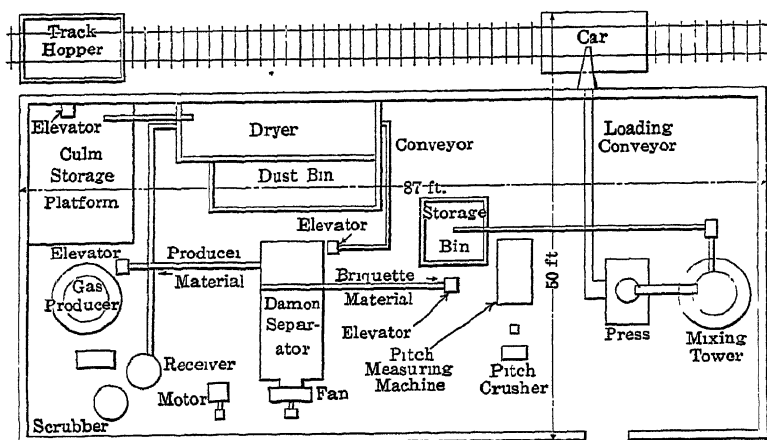 Track
Hopper
Car
Elevator
Culm
Storage
Platform
Dryer
Dust Bin
Conveyor
Loading
Conveyor
87 ft.
50 ft
Elevator
Storage
Bin
Elevator
Producer
Material
Gas
Producer
Briquette
Material
Damon
Separ-
ator
Elevator
Pitch
Measuring
Machine
Press
Mixing
Tower
Receiver
Motor
Fan
Pitch
Crusher
Scrubber